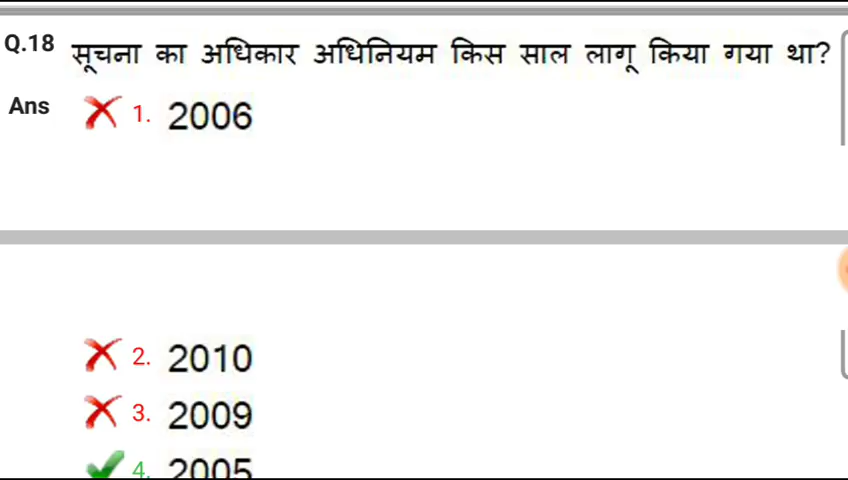 Q.18 सूचना का अधिकार अधिनियम किस साल लागू किया गया था?
Ans 1. 2006
2. 2010
3. 2009
4. 2005